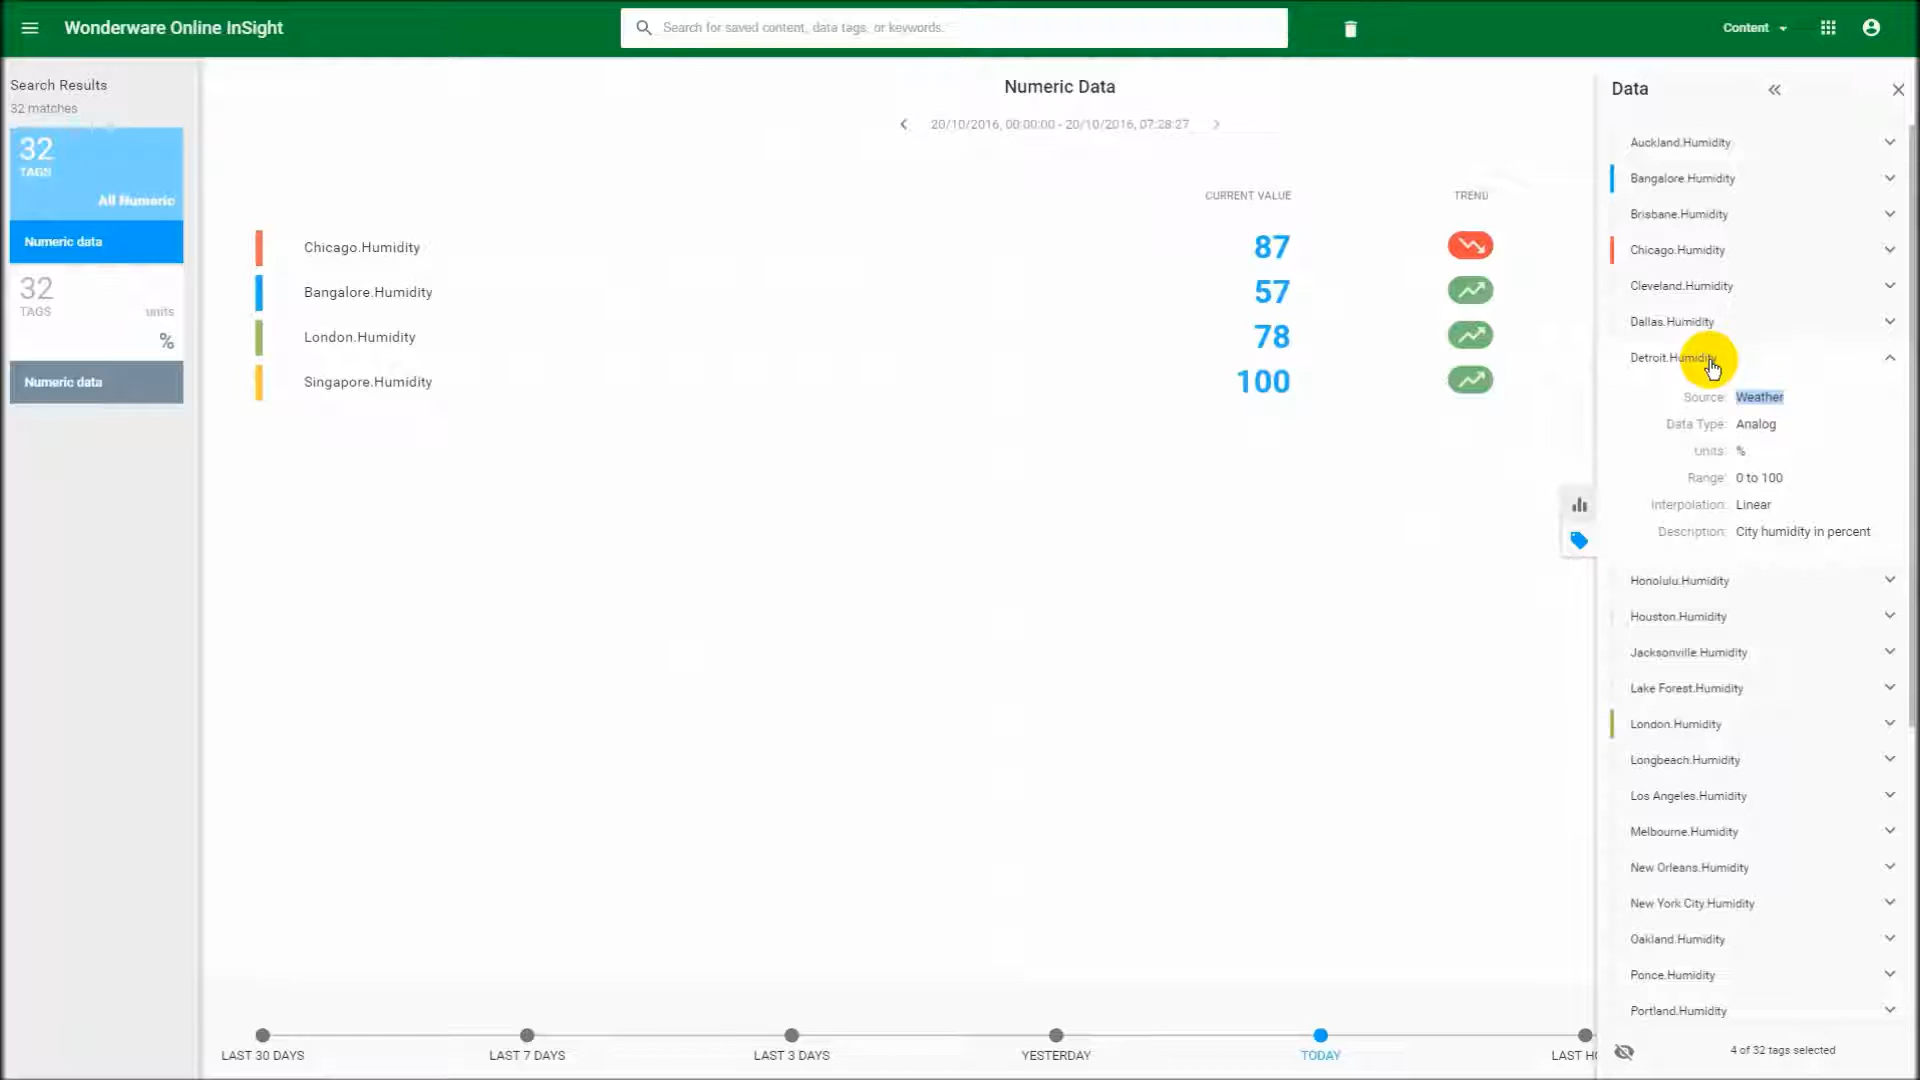 Wonderware Online InSight
Search for saved content, data tags, or keywords.
Content
Search Results
32 matches
32
TAGS
All Numeric
Numeric data
32
TAGS
units
%
Numeric data
Numeric Data
20/10/2016, 00:00:00 - 20/10/2016, 07:28:27
CURRENT VALUE TREND
Chicago.Humidity 87
Bangalore.Humidity 57
London.Humidity 78
Singapore.Humidity 100
LAST 30 DAYS LAST 7 DAYS LAST 3 DAYS YESTERDAY TODAY LAST
Data
Auckland.Humidity
Bangalore.Humidity
Brisbane.Humidity
Chicago.Humidity
Cleveland.Humidity
Dallas.Humidity
Detroit.Humidity
Source: Weather
Data Type: Analog
Units: %
Range: 0 to 100
Interpolation: Linear
Description: City humidity in percent
Honolulu.Humidity
Houston.Humidity
Jacksonville.Humidity
Lake Forest.Humidity
London.Humidity
Longbeach.Humidity
Los Angeles.Humidity
Melbourne.Humidity
New Orleans.Humidity
New York City.Humidity
Oakland.Humidity
Ponce.Humidity
Portland.Humidity
4 of 32 tags selected